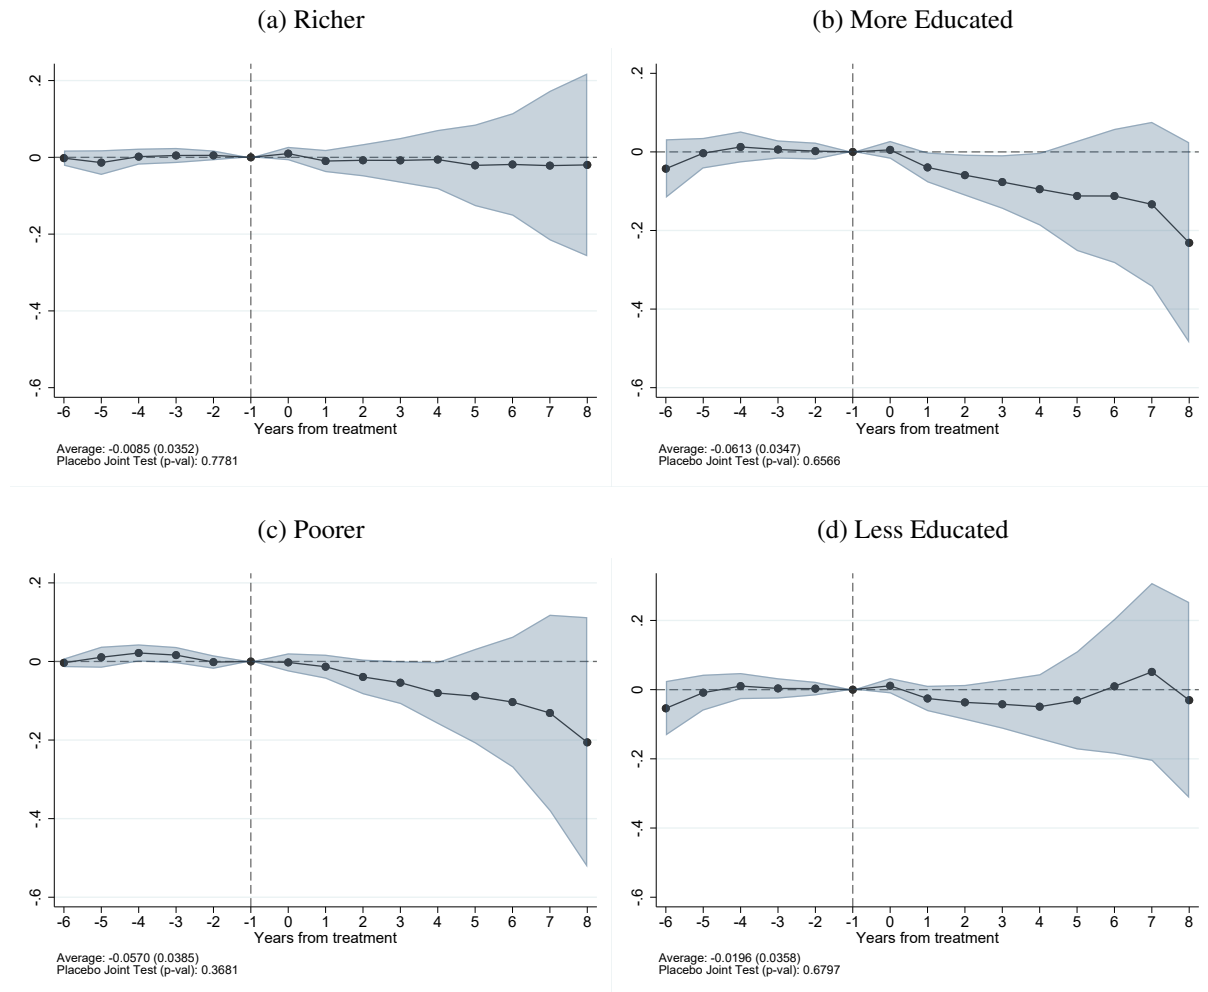 (a) Richer
.2
0
-.2
-.4
-.6
-6 -5 -4 -3 -2 -1 0 1 2 3 4 5 6 7 8
Years from treatment
Average: -0.0085 (0.0352)
Placebo Joint Test (p-val): 0.7781
(b) More Educated
.2
0
-.2
-.4
-.6
-6 -5 -4 -3 -2 -1 0 1 2 3 4 5 6 7 8
Years from treatment
Average: -0.0613 (0.0347)
Placebo Joint Test (p-val): 0.6566
(c) Poorer
.2
0
-.2
-.4
-.6
-6 -5 -4 -3 -2 -1 0 1 2 3 4 5 6 7 8
Years from treatment
Average: -0.0570 (0.0385)
Placebo Joint Test (p-val): 0.3681
(d) Less Educated
.2
0
-.2
-.4
-.6
-6 -5 -4 -3 -2 -1 0 1 2 3 4 5 6 7 8
Years from treatment
Average: -0.0196 (0.0358)
Placebo Joint Test (p-val): 0.6797